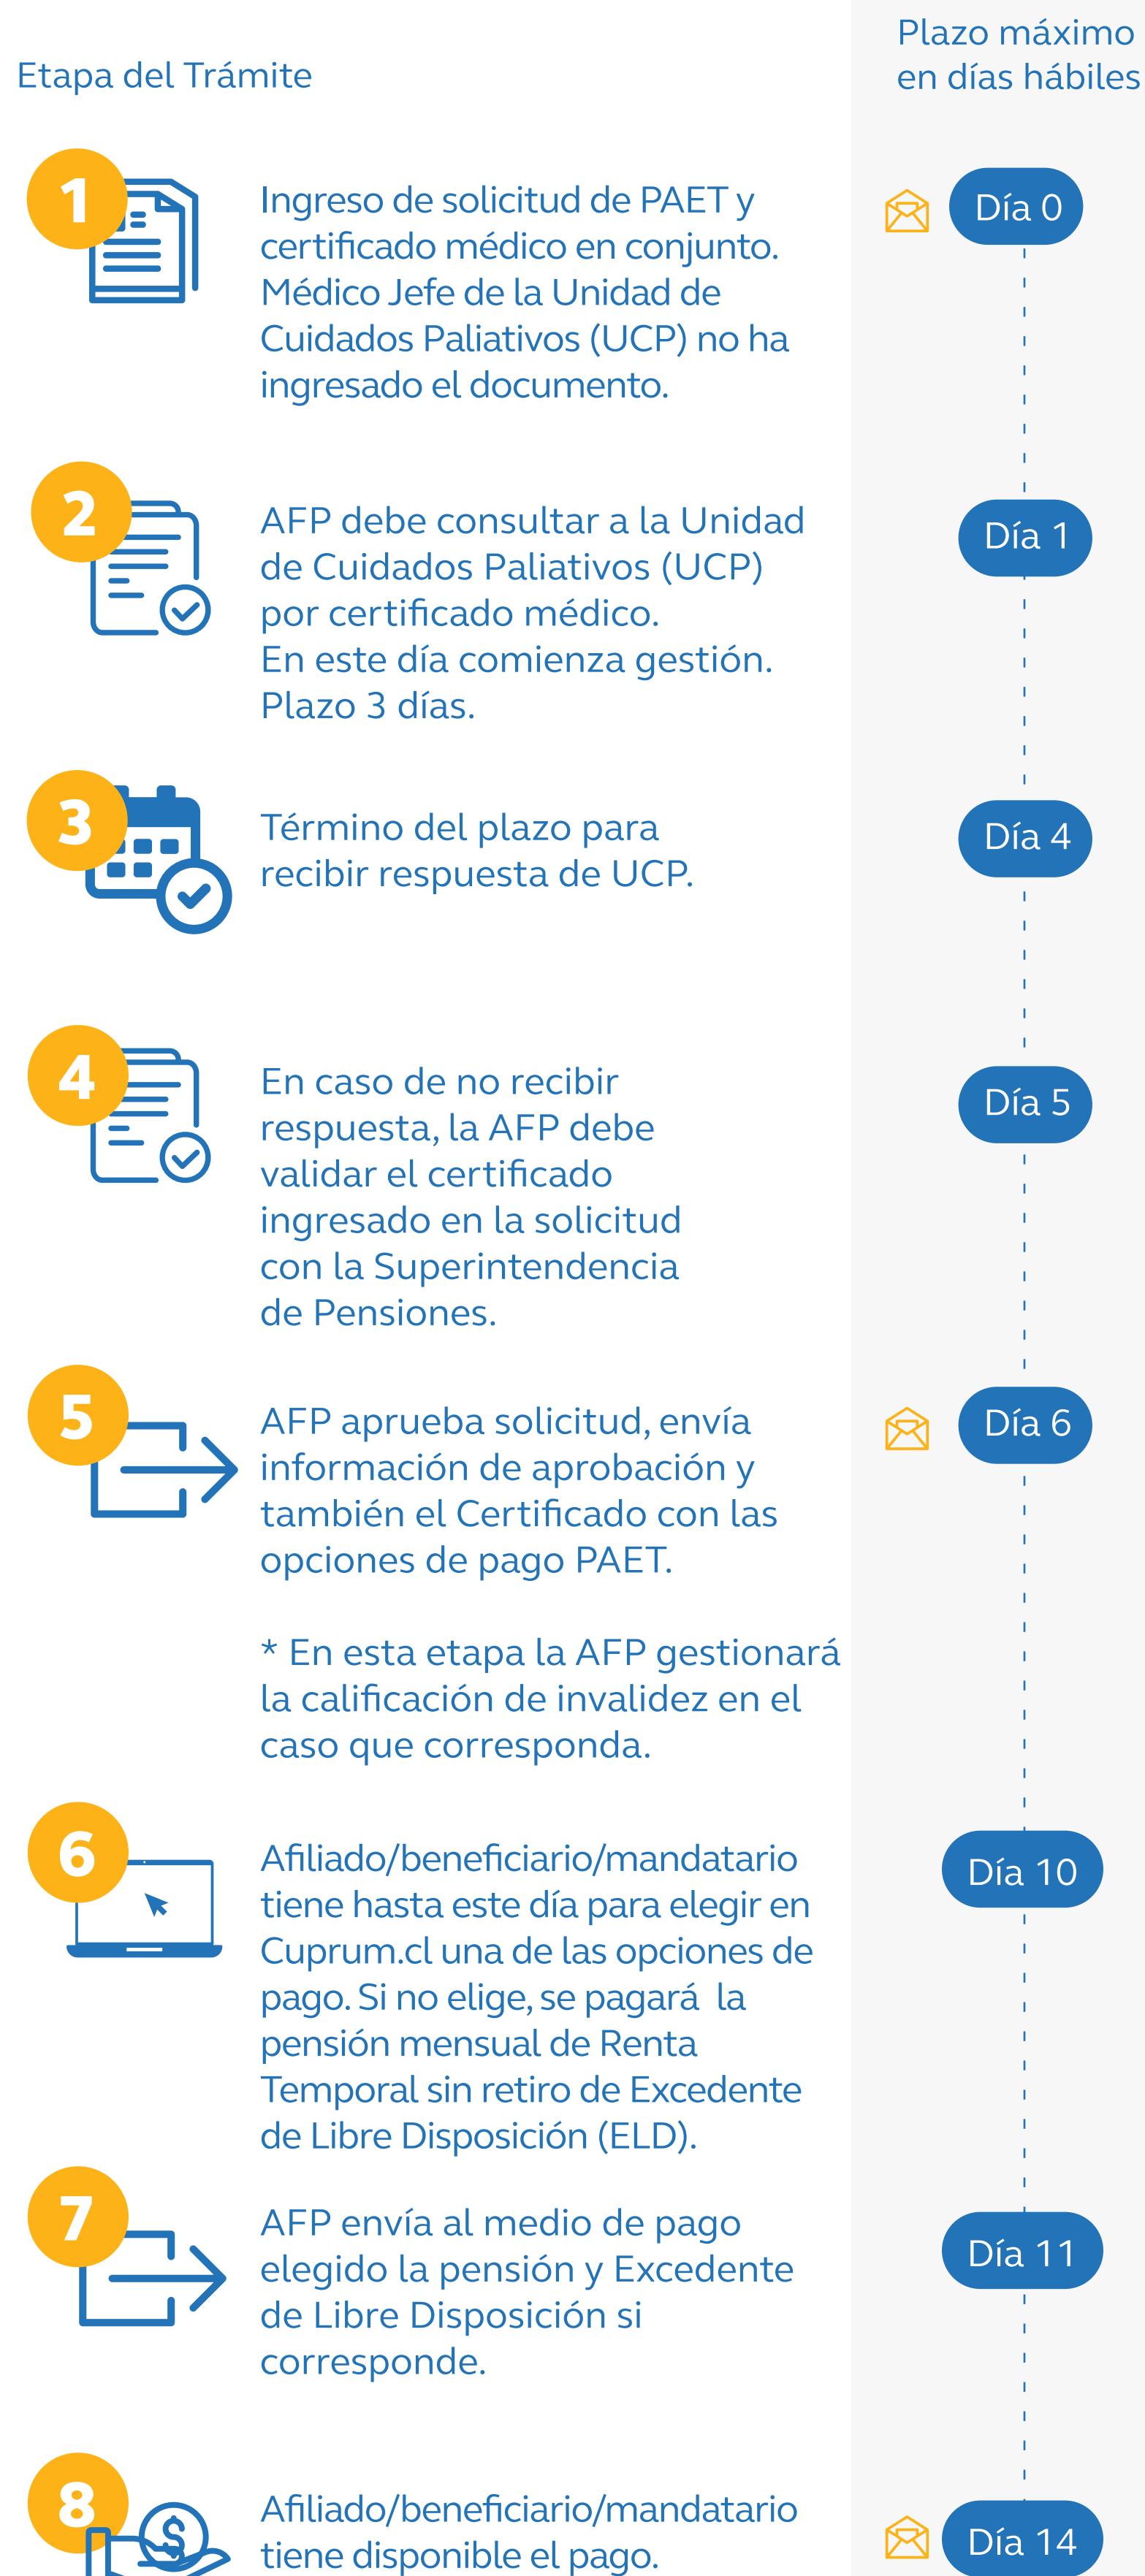 Etapa del Trámite
Plazo máximo
en días hábiles
1
Ingreso de solicitud de PAET y
certificado médico en conjunto.
Médico Jefe de la Unidad de
Cuidados Paliativos (UCP) no ha
ingresado el documento.
Día 0
2
AFP debe consultar a la Unidad
de Cuidados Paliativos (UCP)
por certificado médico.
En este día comienza gestión.
Plazo 3 días.
Día 1
3
Término del plazo para
recibir respuesta de UCP.
Día 4
4
En caso de no recibir
respuesta, la AFP debe
validar el certificado
ingresado en la solicitud
con la Superintendencia
de Pensiones.
Día 5
5
AFP aprueba solicitud, envía
información de aprobación y
también el Certificado con las
opciones de pago PAET.
* En esta etapa la AFP gestionará
la calificación de invalidez en el
caso que corresponda.
Día 6
6
Afiliado/beneficiario/mandatario
tiene hasta este día para elegir en
Cuprum.cl una de las opciones de
pago. Si no elige, se pagará la
pensión mensual de Renta
Temporal sin retiro de Excedente
de Libre Disposición (ELD).
Día 10
7
AFP envía al medio de pago
elegido la pensión y Excedente
de Libre Disposición si
corresponde.
Día 11
8
$
Afiliado/beneficiario/mandatario
tiene disponible el pago.
Día 14